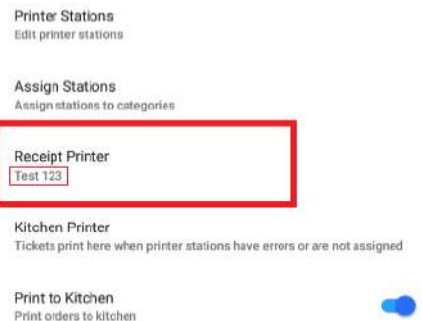 Printer Stations
Edit printer stations
Assign Stations
Assign stations to categories
Receipt Printer
Test 123
Kitchen Printer
Tickets print here when printer stations have errors or are not assigned
Print to Kitchen
Print orders to kitchen